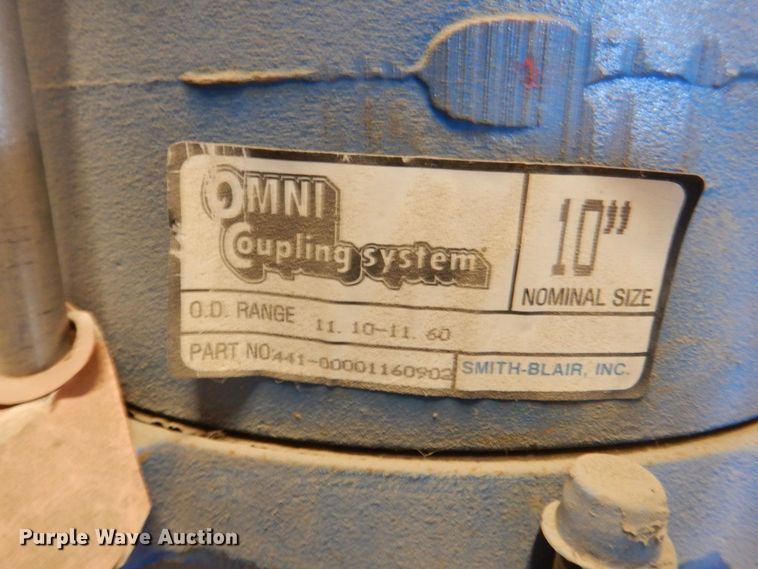 OMNI
Coupling system
10"
NOMINAL SIZE
O.D. RANGE 11.10-11.60
PART NO. 441-00001160902
SMITH-BLAIR, INC.
Purple Wave Auction